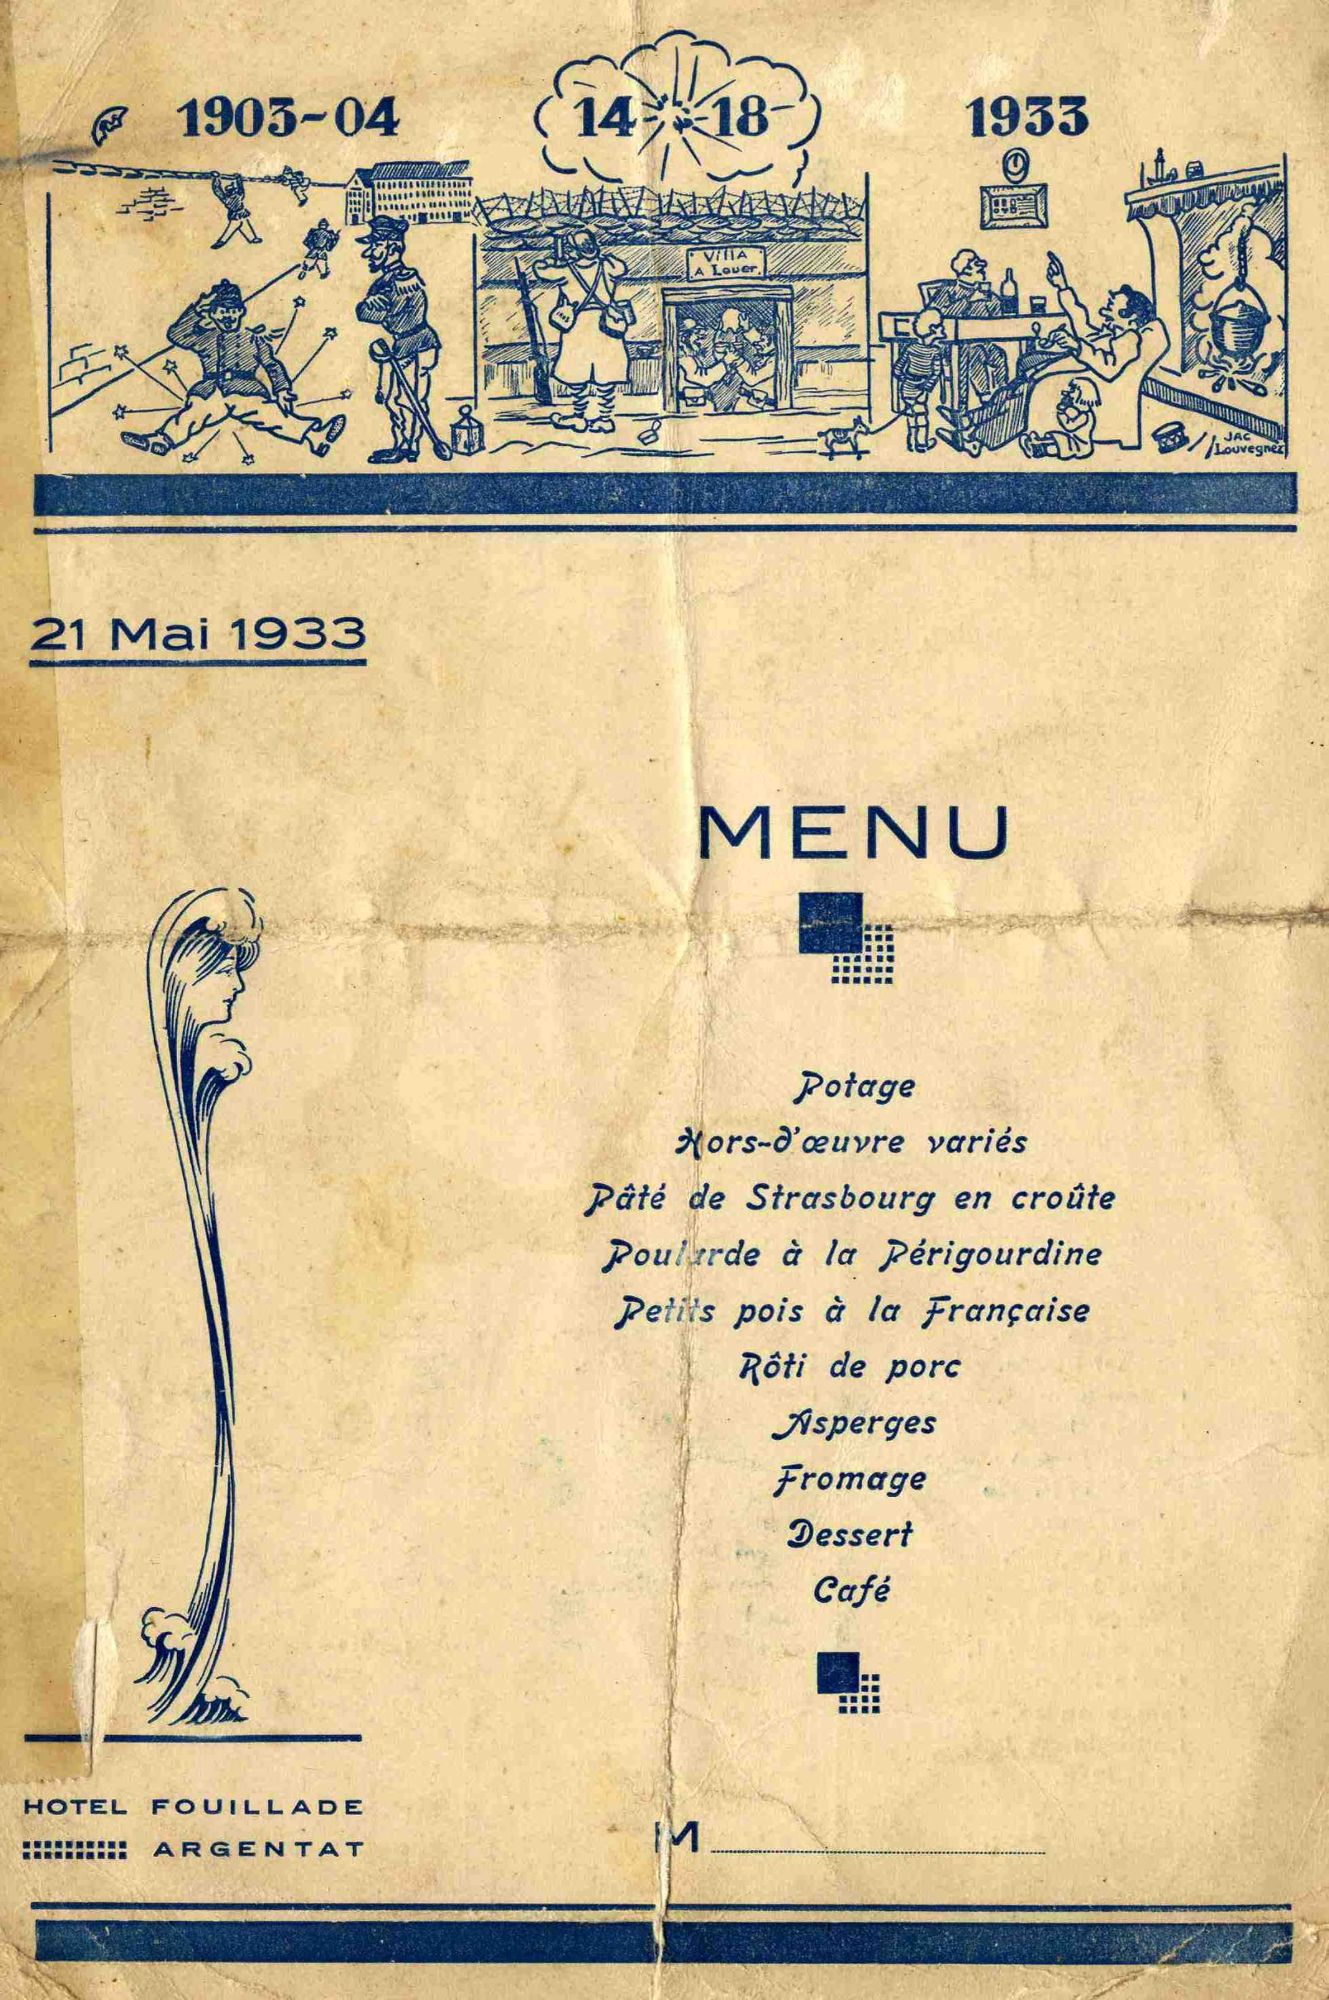 1903-04
14 18
1933
Villa
A Louer.
JAC
Louvegnez
21 Mai 1933
MENU
Potage
Hors-d'œuvre variés
Pâté de Strasbourg en croûte
Poularde à la Périgourdine
Petits pois à la Française
Rôti de porc
Asperges
Fromage
Dessert
Café
HOTEL FOUILLADE
ARGENTAT
M